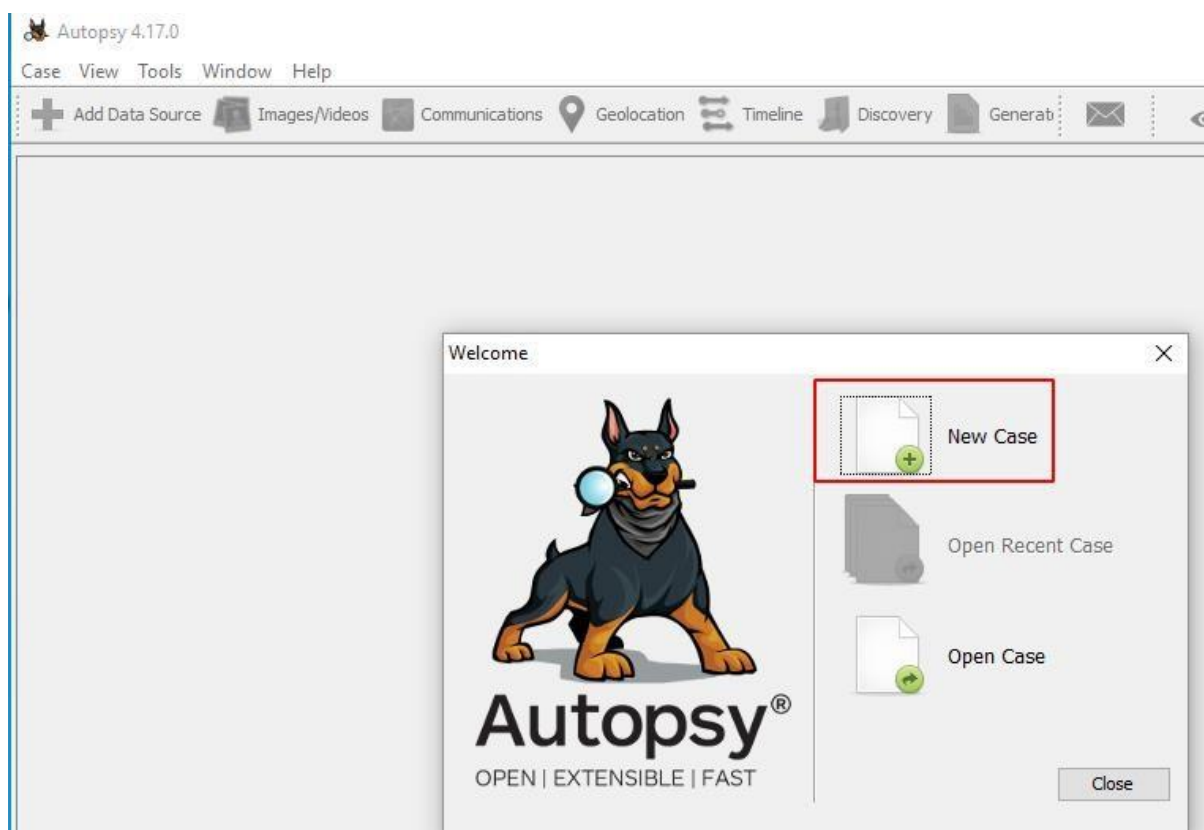 Autopsy 4.17.0
Case View Tools Window Help
Add Data Source Images/Videos Communications Geolocation Timeline Discovery Generat
Welcome
New Case
Open Recent Case
Open Case
Autopsy®
OPEN | EXTENSIBLE | FAST
Close